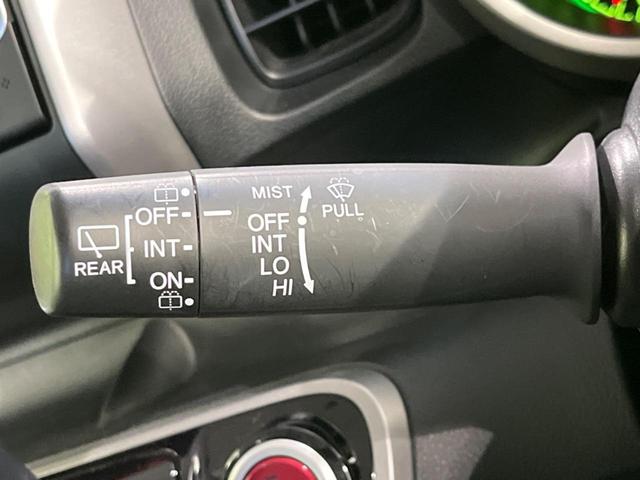 REAR
OFF
INT
ON
MIST
OFF
INT
LO
HI
PULL